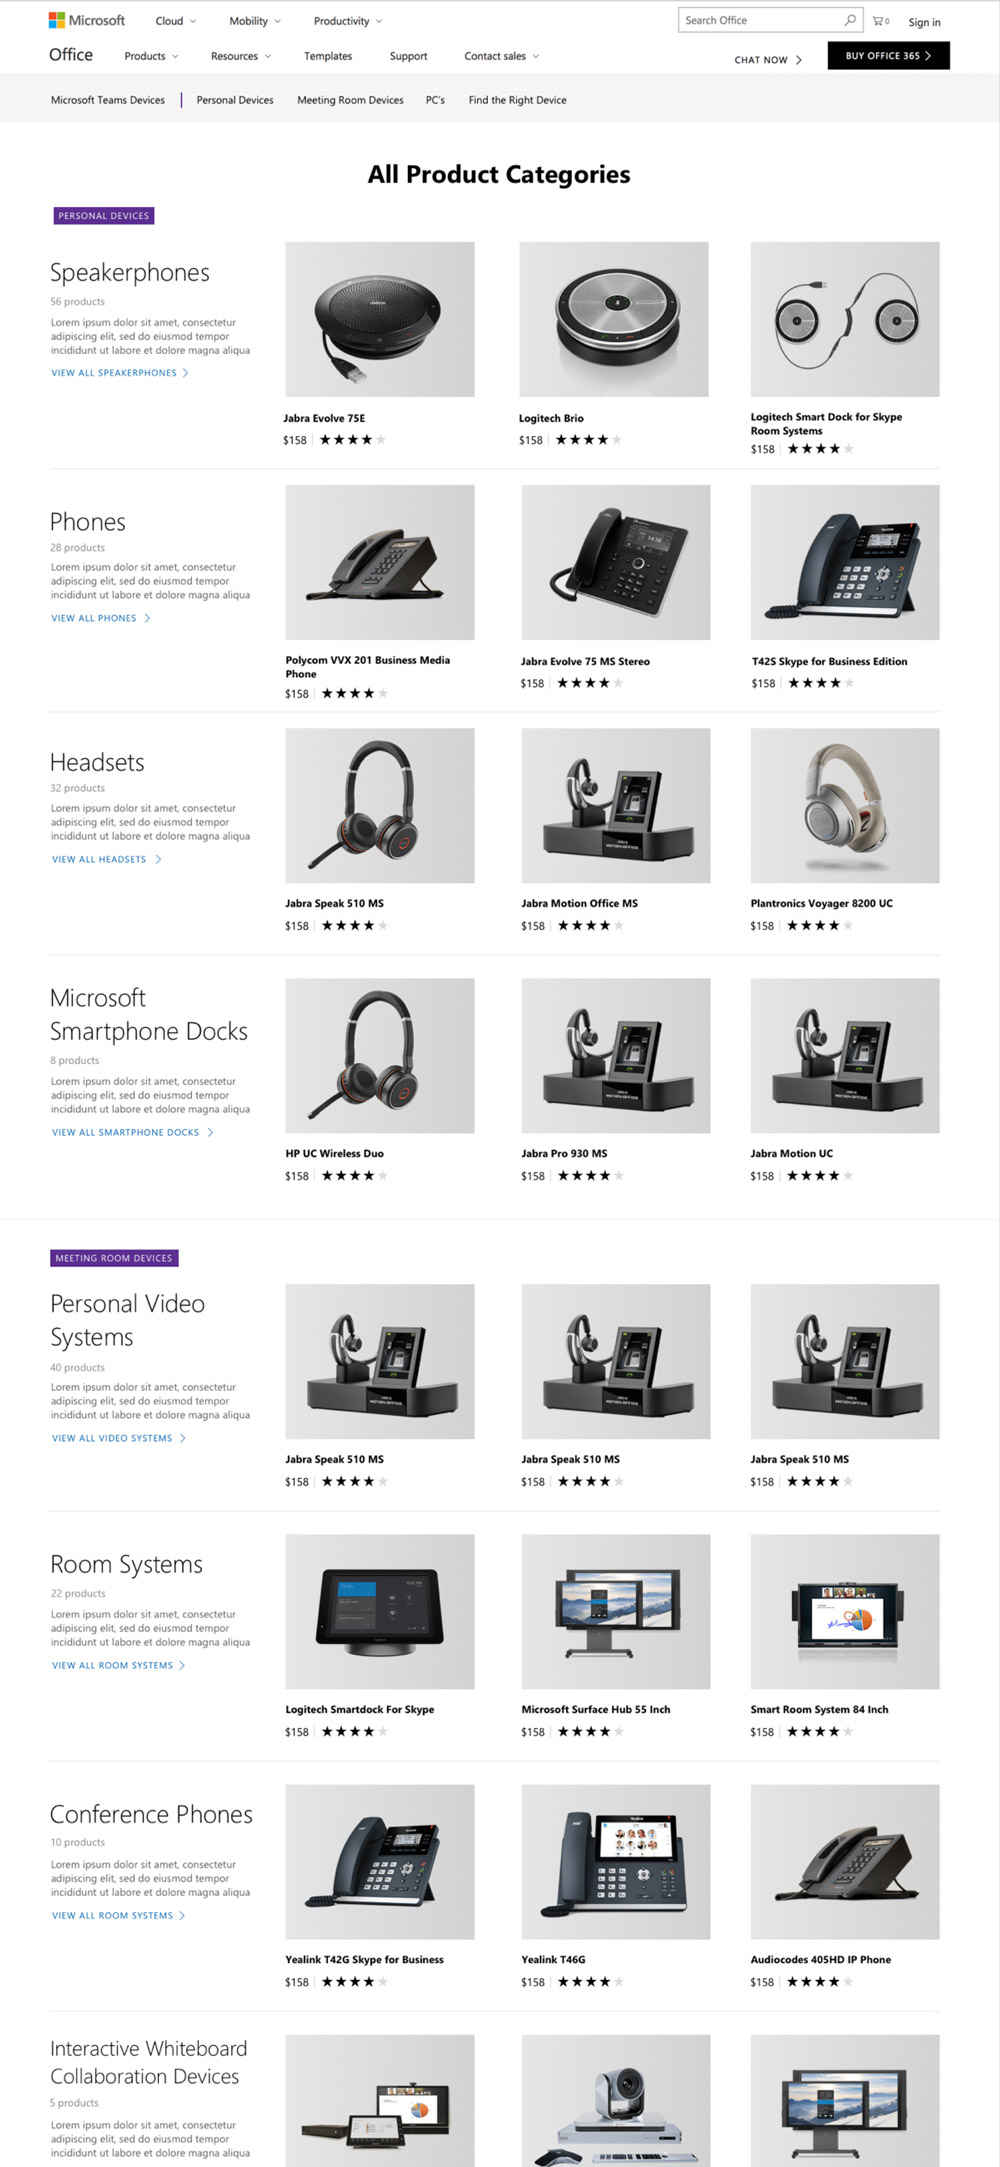 Microsoft
Cloud
Mobility
Productivity
Search Office
0
Sign in
Office
Products
Resources
Templates
Support
Contact sales
CHAT NOW
BUY OFFICE 365
Microsoft Teams Devices
Personal Devices
Meeting Room Devices
PC's
Find the Right Device
All Product Categories
PERSONAL DEVICES
Speakerphones
56 products
Lorem ipsum dolor sit amet, consectetur
adipiscing elit, sed do eiusmod tempor
incididunt ut labore et dolore magna aliqua
VIEW ALL SPEAKERPHONES
Jabra Evolve 75E
$158
Logitech Brio
$158
Logitech Smart Dock for Skype
Room Systems
$158
Phones
28 products
Lorem ipsum dolor sit amet, consectetur
adipiscing elit, sed do eiusmod tempor
incididunt ut labore et dolore magna aliqua
VIEW ALL PHONES
Polycom VVX 201 Business Media
Phone
$158
Jabra Evolve 75 MS Stereo
$158
T42S Skype for Business Edition
$158
Headsets
32 products
Lorem ipsum dolor sit amet, consectetur
adipiscing elit, sed do eiusmod tempor
incididunt ut labore et dolore magna aliqua
VIEW ALL HEADSETS
Jabra Speak 510 MS
$158
Jabra Motion Office MS
$158
Plantronics Voyager 8200 UC
$158
Microsoft
Smartphone Docks
8 products
Lorem ipsum dolor sit amet, consectetur
adipiscing elit, sed do eiusmod tempor
incididunt ut labore et dolore magna aliqua
VIEW ALL SMARTPHONE DOCKS
HP UC Wireless Duo
$158
Jabra Pro 930 MS
$158
Jabra Motion UC
$158
MEETING ROOM DEVICES
Personal Video
Systems
40 products
Lorem ipsum dolor sit amet, consectetur
adipiscing elit, sed do eiusmod tempor
incididunt ut labore et dolore magna aliqua
VIEW ALL VIDEO SYSTEMS
Jabra Speak 510 MS
$158
Jabra Speak 510 MS
$158
Jabra Speak 510 MS
$158
Room Systems
22 products
Lorem ipsum dolor sit amet, consectetur
adipiscing elit, sed do eiusmod tempor
incididunt ut labore et dolore magna aliqua
VIEW ALL ROOM SYSTEMS
Logitech Smartdock For Skype
$158
Microsoft Surface Hub 55 Inch
$158
Smart Room System 84 Inch
$158
Conference Phones
10 products
Lorem ipsum dolor sit amet, consectetur
adipiscing elit, sed do eiusmod tempor
incididunt ut labore et dolore magna aliqua
VIEW ALL ROOM SYSTEMS
Yealink T42G Skype for Business
$158
Yealink T46G
$158
Audiocodes 405HD IP Phone
$158
Interactive Whiteboard
Collaboration Devices
5 products
Lorem ipsum dolor sit amet, consectetur
adipiscing elit, sed do eiusmod tempor
incididunt ut labore et dolore magna aliqua